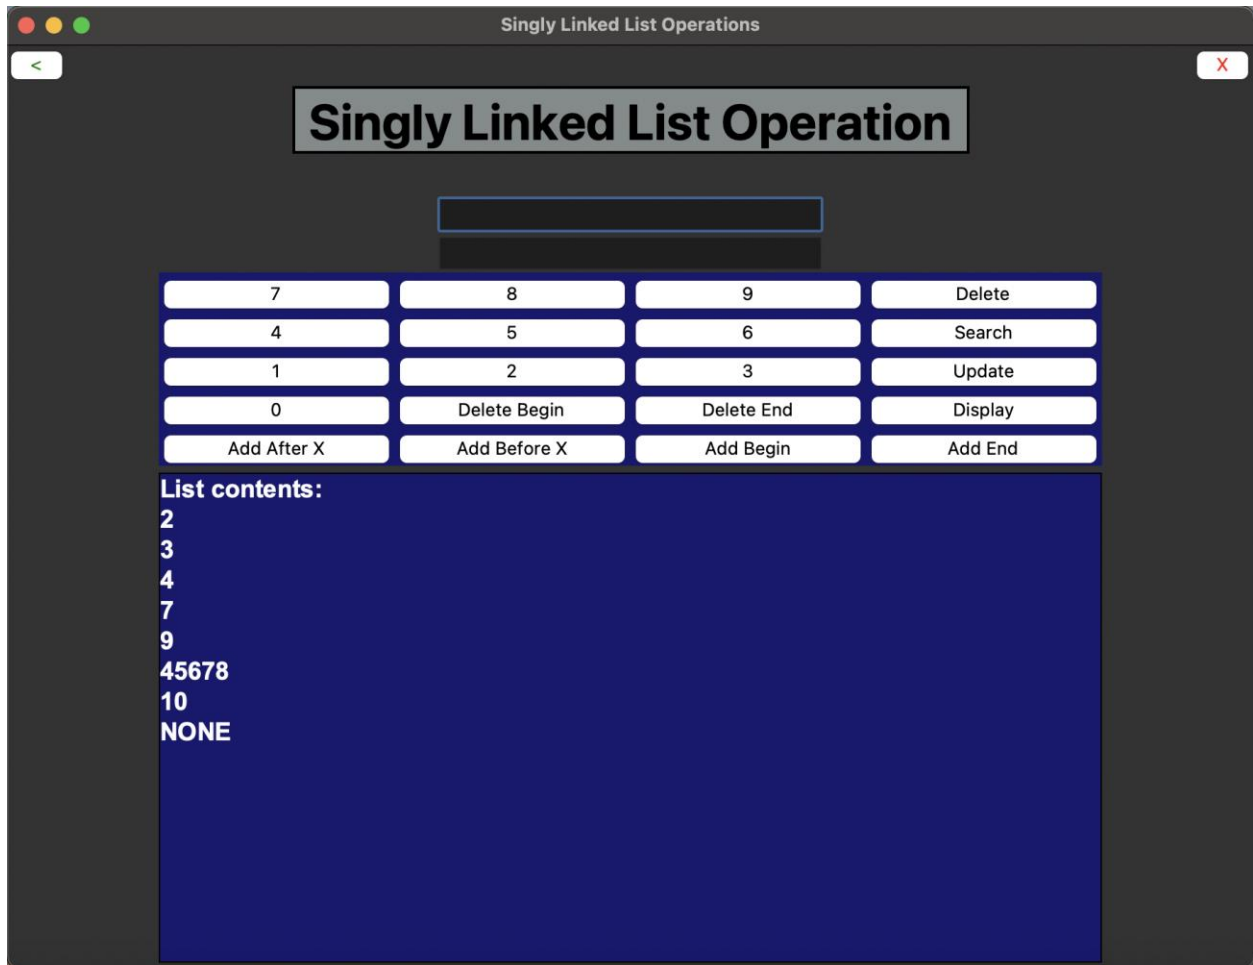 Singly Linked List Operations
< X
Singly Linked List Operation
7 8 9 Delete
4 5 6 Search
1 2 3 Update
0 Delete Begin Delete End Display
Add After X Add Before X Add Begin Add End
List contents:
2
3
4
7
9
45678
10
NONE